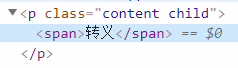 ▼<p class="content child">
<span>转义</span> == $0
</p>